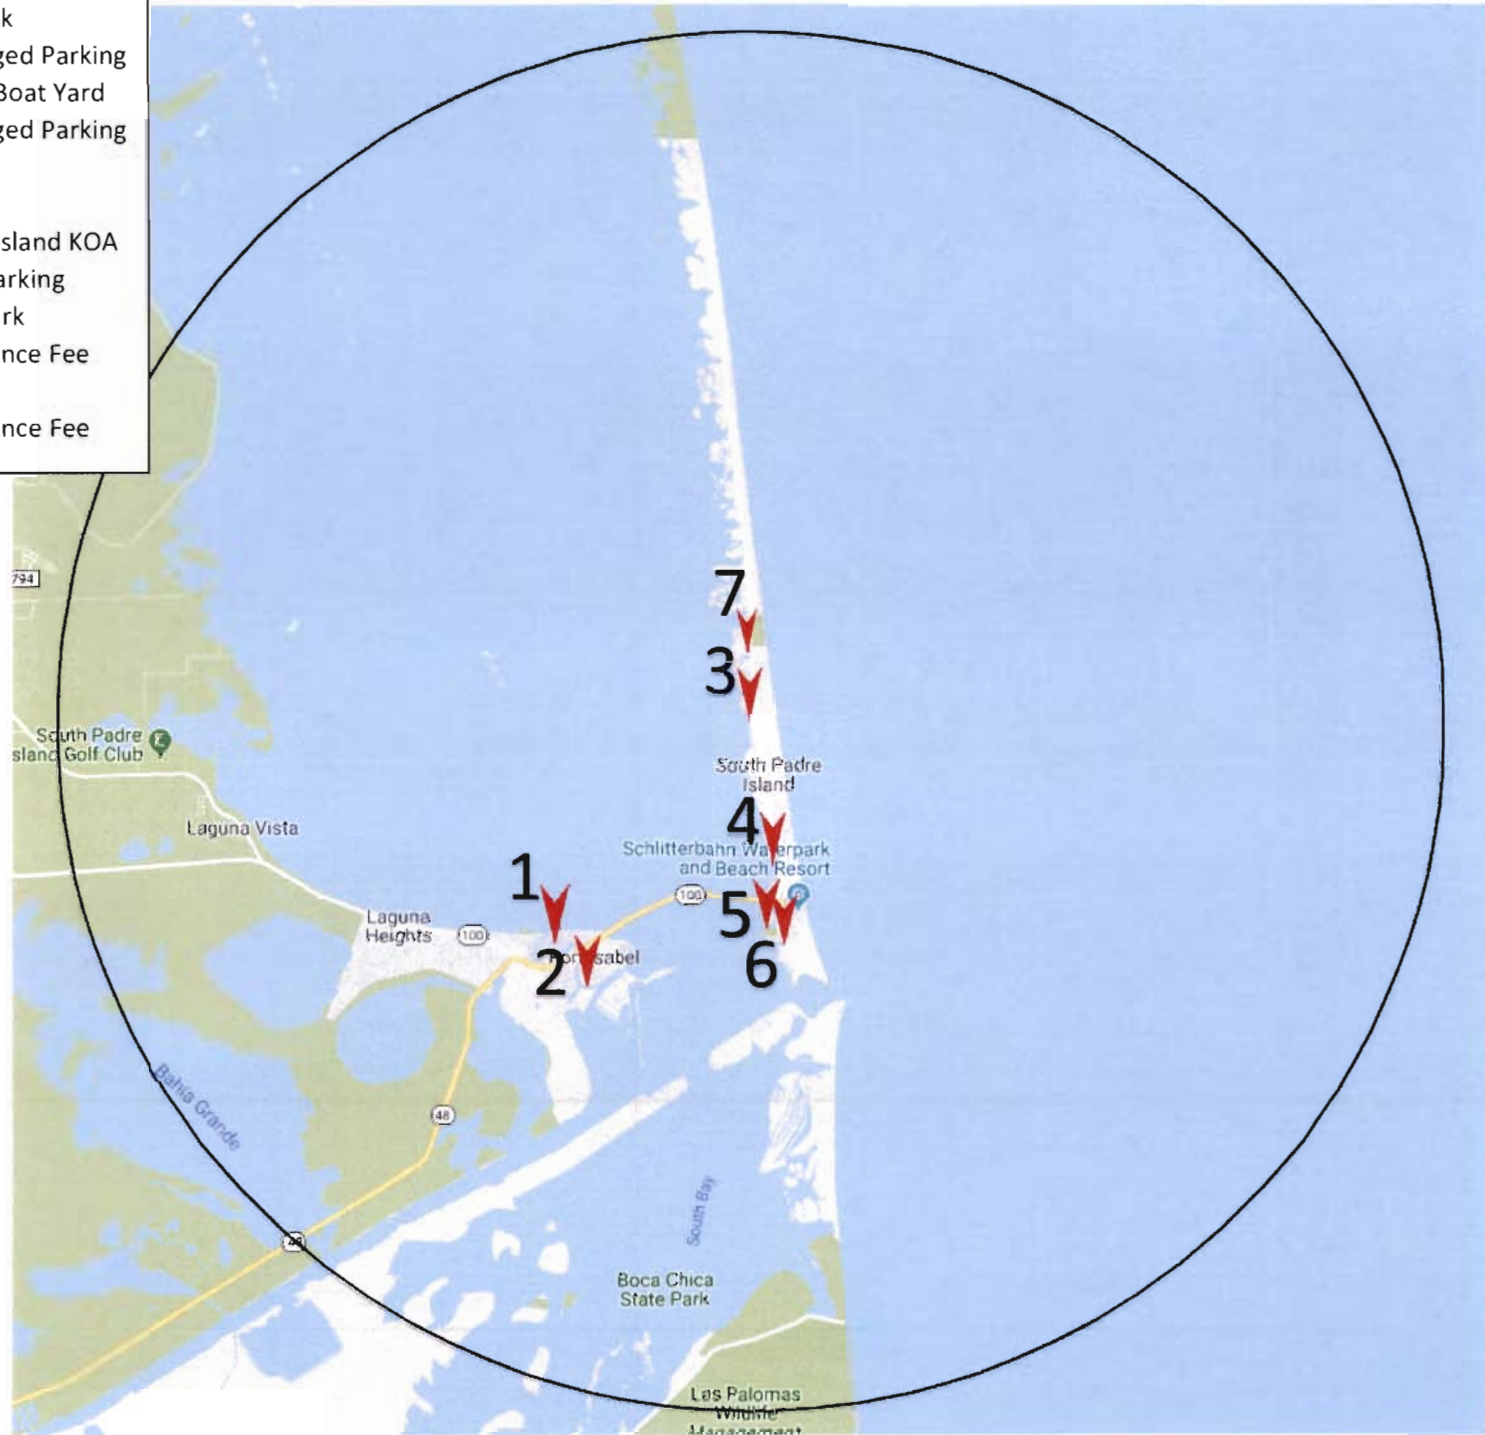 k
ged Parking
Boat Yard
ged Parking
sland KOA
arking
rk
nce Fee
nce Fee
794
7
3
South Padre
sland Golf Club
South Padre
Island
4
Laguna Vista
Schlitterbahn Waterpark
and Beach Resort
1
100
5
Laguna
Heights
100
2
Port Isabel
6
Bahia Grande
48
South Bay
48
Boca Chica
State Park
Las Palomas
Wildlife
Management